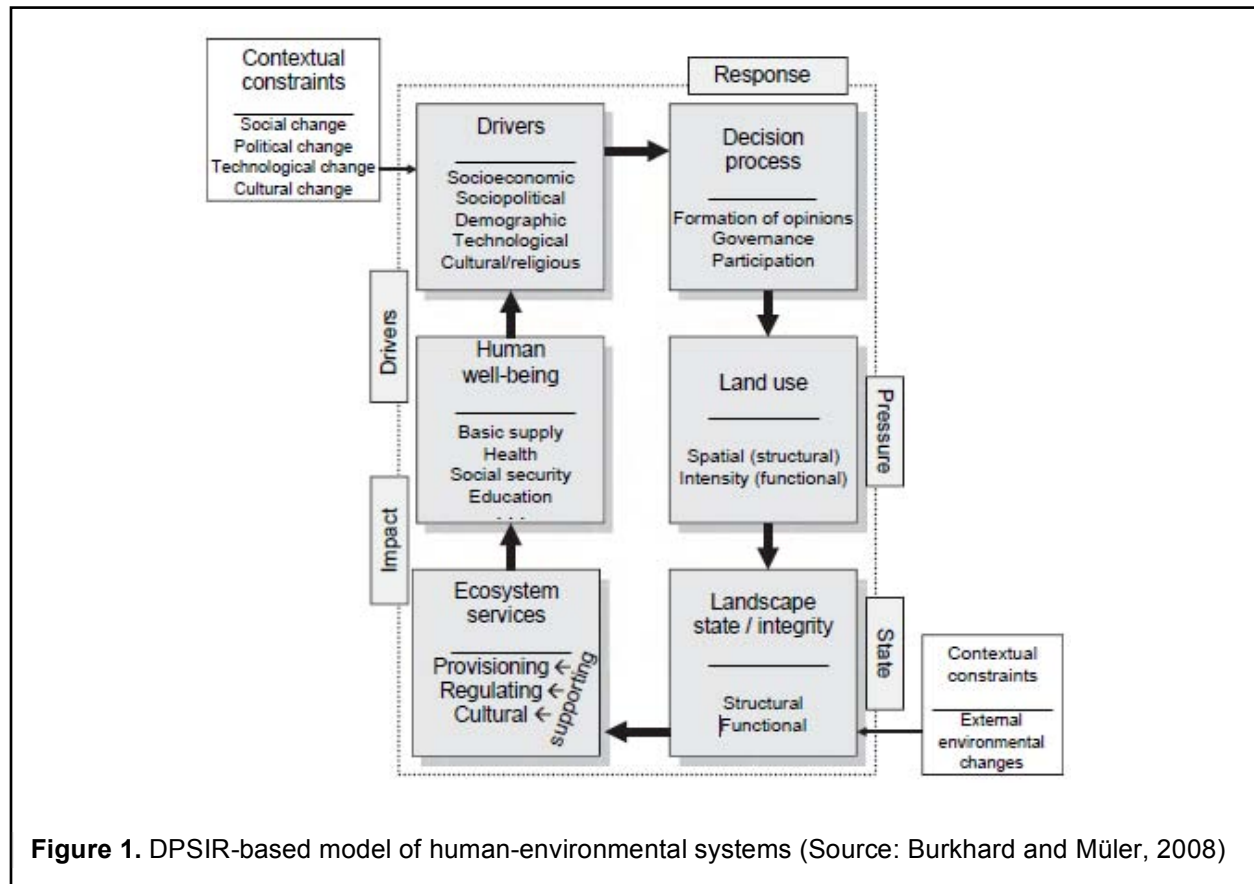 Contextual
constraints
Social change
Political change
Technological change
Cultural change
Response
Drivers
Socioeconomic
Sociopolitical
Demographic
Technological
Cultural/religious
Decision
process
Formation of opinions
Governance
Participation
Drivers
Human
well-being
Basic supply
Health
Social security
Education
. . .
Land use
Spatial (structural)
Intensity (functional)
Pressure
Impact
Ecosystem
services
Provisioning ←
Regulating ←
Cultural ←
supporting
Landscape
state / integrity
Structural
Functional
State
Contextual
constraints
External
environmental
changes
Figure 1. DPSIR-based model of human-environmental systems (Source: Burkhard and Müler, 2008)